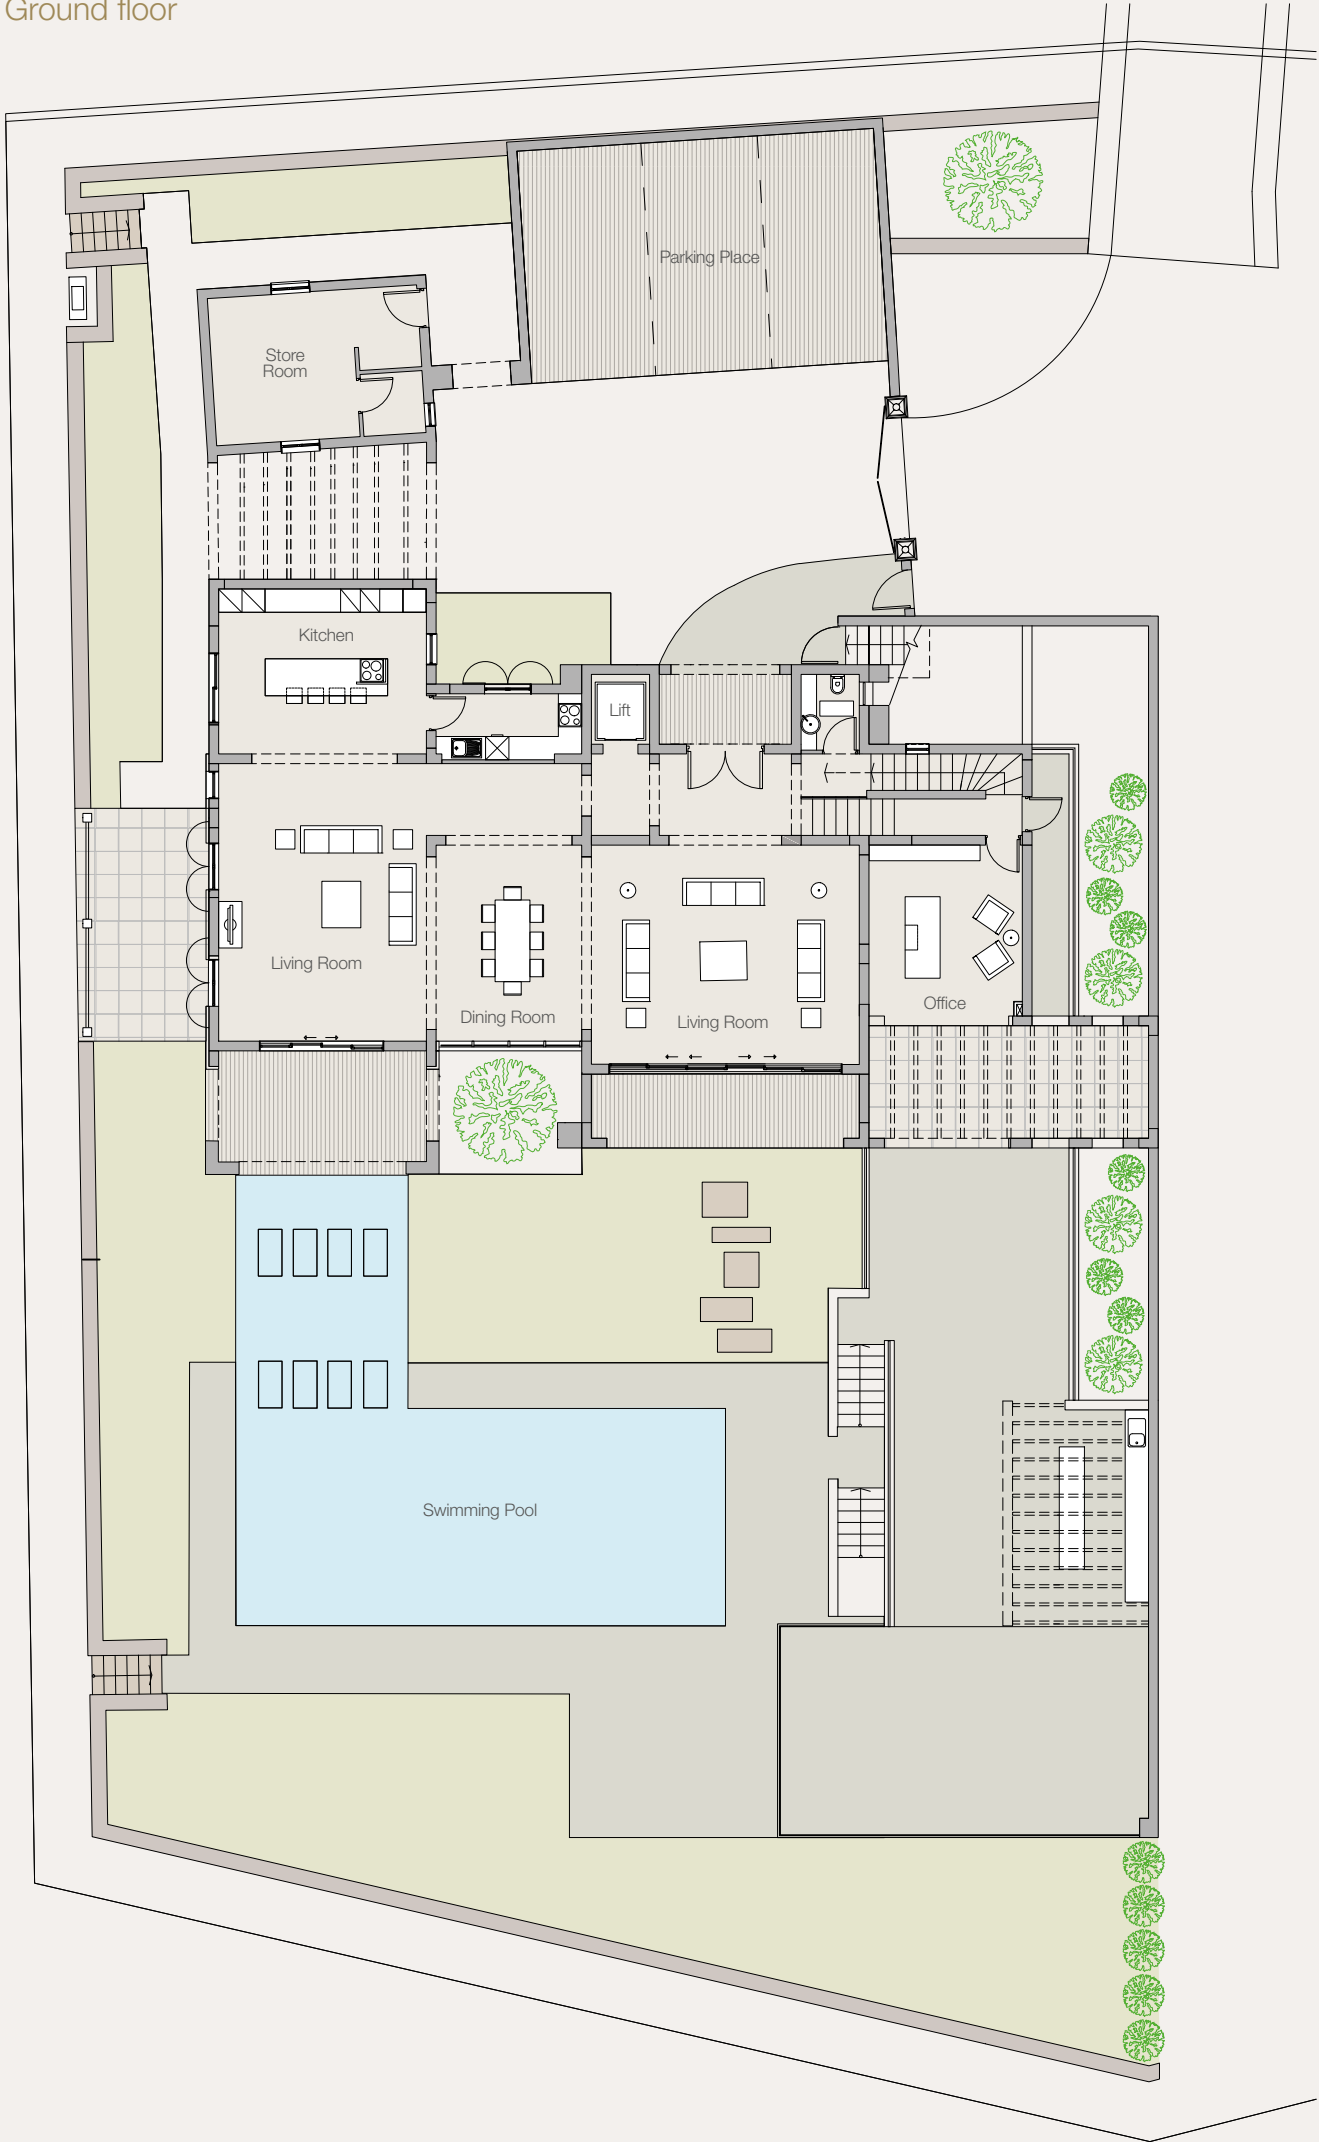 Ground floor
Parking Place
Store
Room
Kitchen
Lift
Living Room
Dining Room
Living Room
Office
Swimming Pool